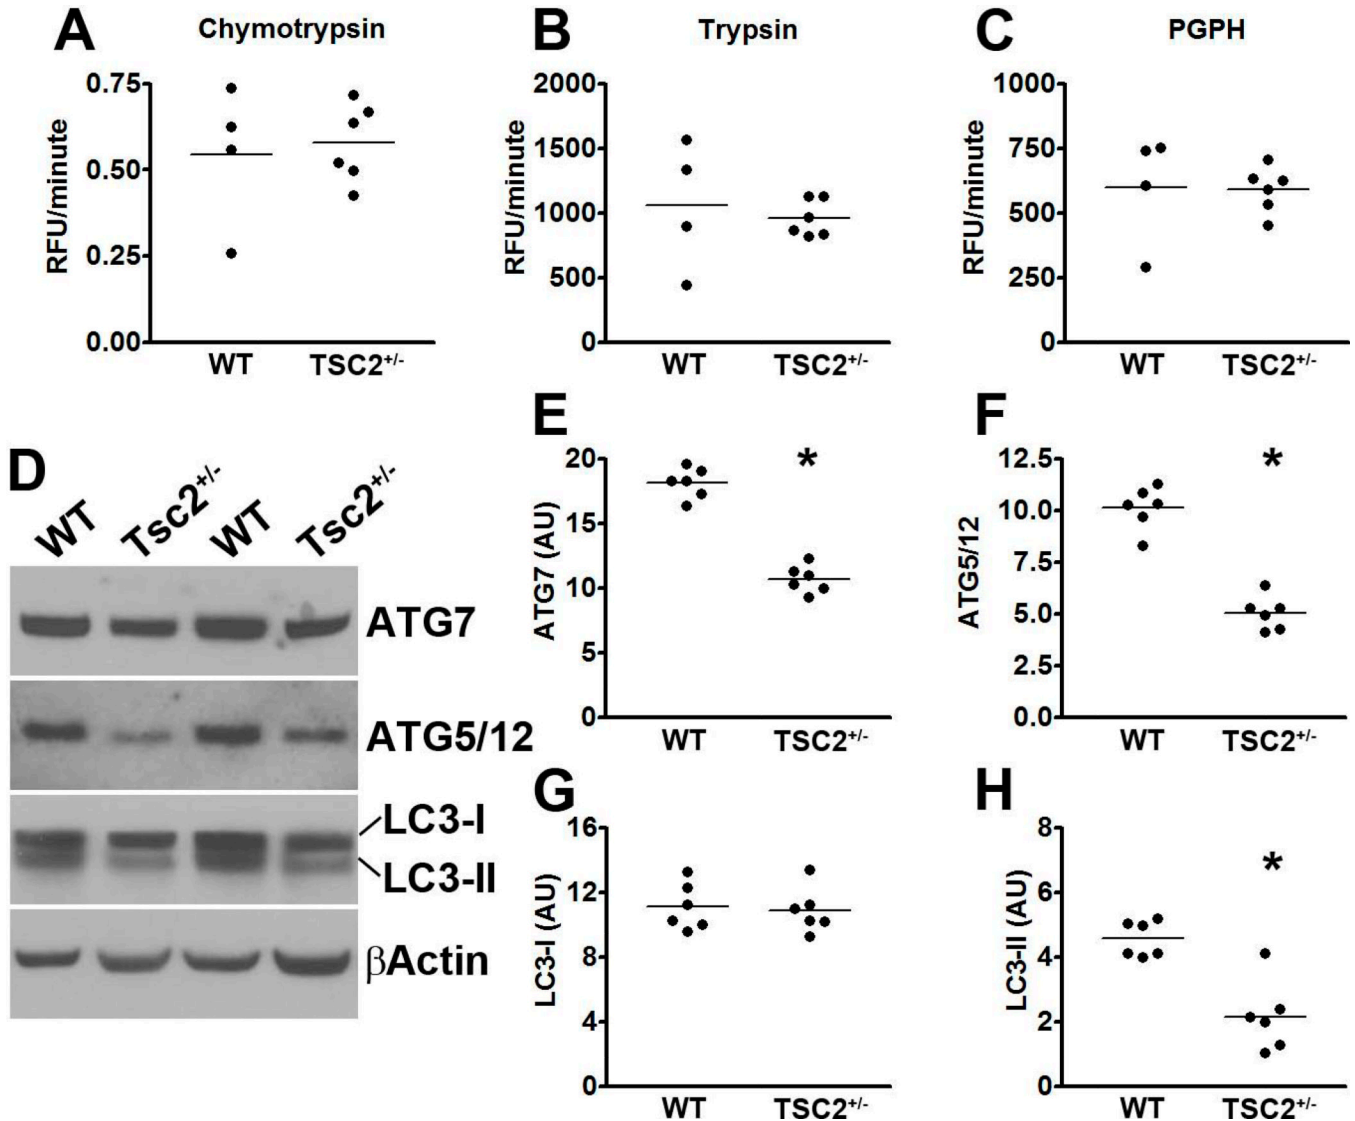 A Chymotrypsin
0.75
0.50
0.25
0.00
RFU/minute
WT TSC2+/-
B Trypsin
2000
1500
1000
500
0
RFU/minute
WT TSC2+/-
C PGPH
1000
750
500
250
0
RFU/minute
WT TSC2+/-
D
WT Tsc2+/- WT Tsc2+/-
ATG7
ATG5/12
LC3-I
LC3-II
βActin
E
20
15
10
5
0
ATG7 (AU)
*
WT TSC2+/-
F
12.5
10.0
7.5
5.0
2.5
0.0
ATG5/12
*
WT TSC2+/-
G
16
12
8
4
0
LC3-I (AU)
WT TSC2+/-
H
8
6
4
2
0
LC3-II (AU)
*
WT TSC2+/-